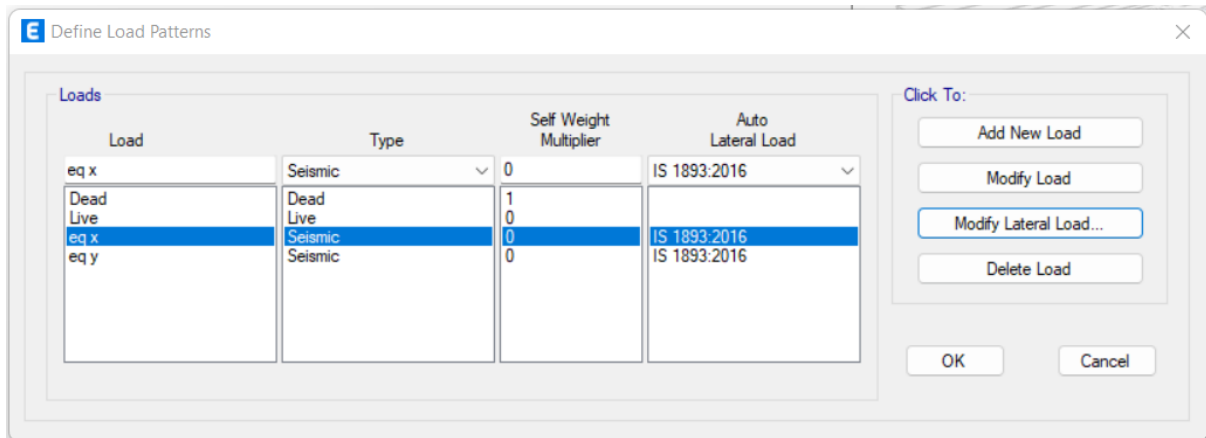 E Define Load Patterns
Loads
Click To:
Load
Type
Self Weight
Multiplier
Auto
Lateral Load
Add New Load
eq x
Seismic
0
IS 1893:2016
Modify Load
Dead
Dead
1
Live
Live
0
Modify Lateral Load...
eq x
Seismic
0
IS 1893:2016
eq y
Seismic
0
IS 1893:2016
Delete Load
OK
Cancel